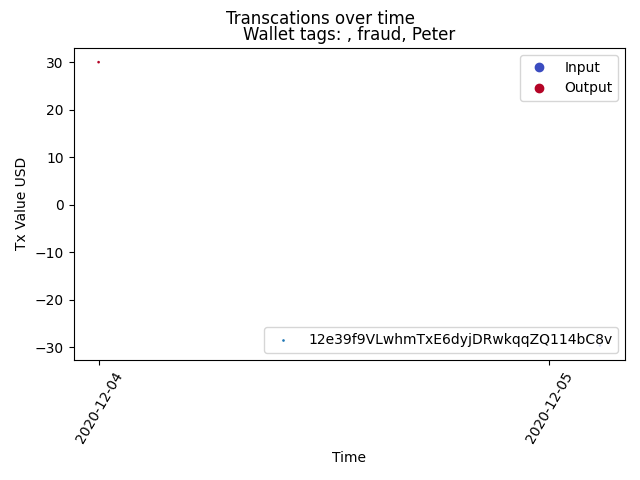 Transcations over time
Wallet tags: , fraud, Peter
30
20
10
0
−10
−20
−30
Tx Value USD
Input
Output
12e39f9VLwhmTxE6dyjDRwkqqZQ114bC8v
2020-12-04
2020-12-05
Time